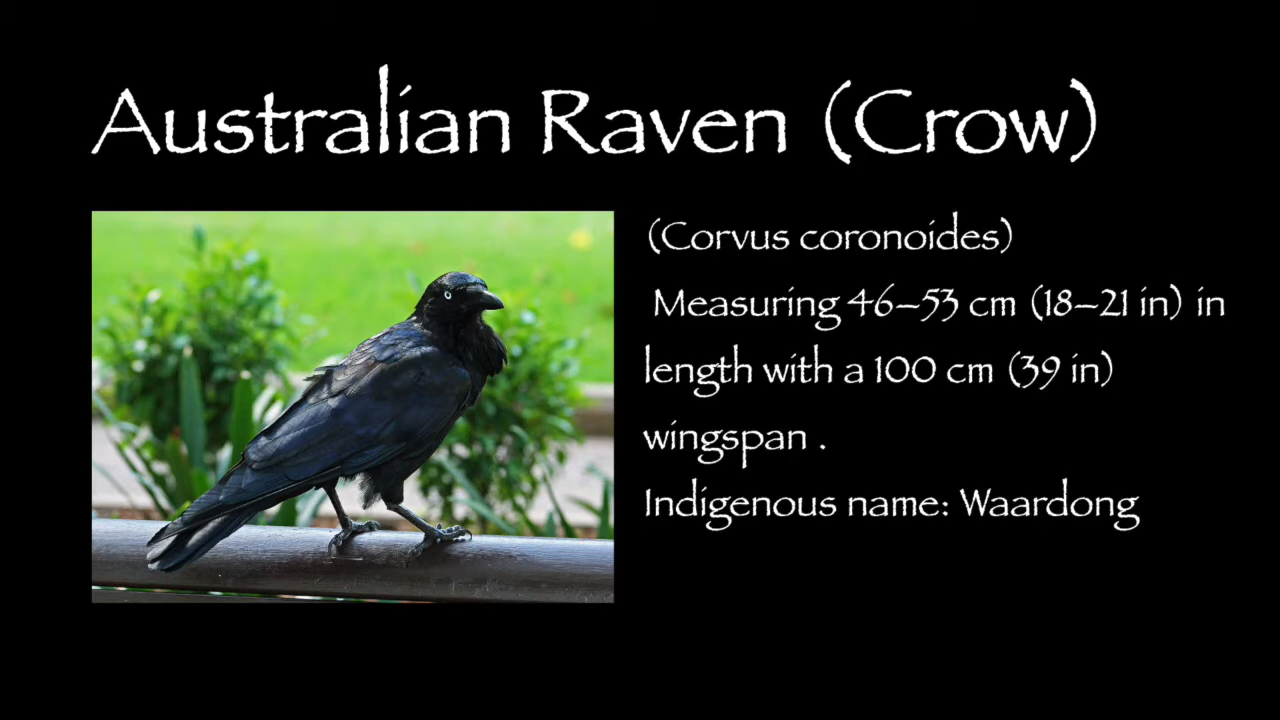 Australian Raven (Crow)
(Corvus coronoides)
Measuring 46–53 cm (18–21 in) in
length with a 100 cm (39 in)
wingspan .
Indigenous name: Waardong